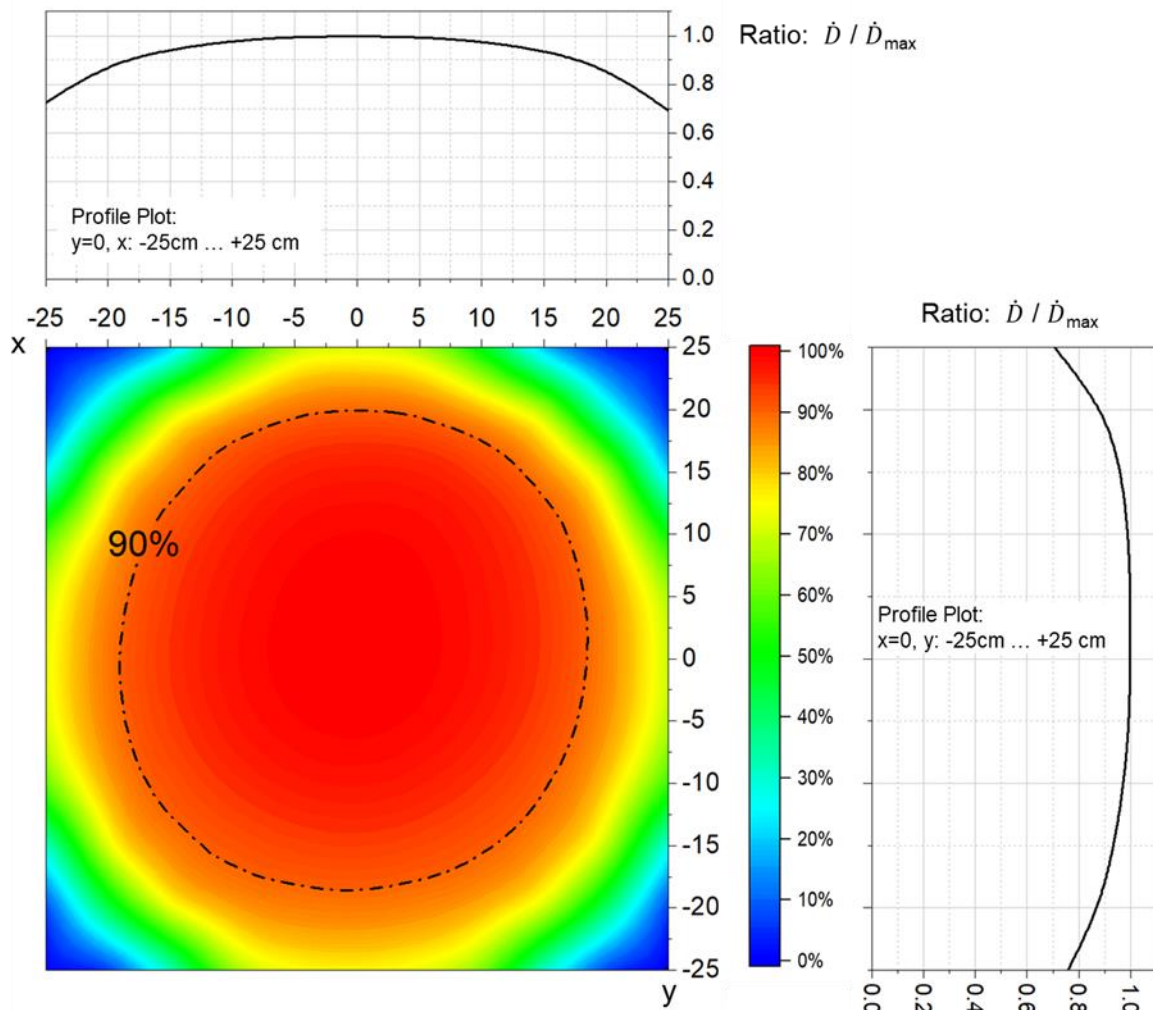 1.0
0.8
0.6
0.4
0.2
0.0
Ratio: Ḋ / Ḋmax
Profile Plot:
y=0, x: -25cm … +25 cm
-25 -20 -15 -10 -5 0 5 10 15 20 25
x
25
20
15
10
5
0
-5
-10
-15
-20
-25
y
90%
100%
90%
80%
70%
60%
50%
40%
30%
20%
10%
0%
Ratio: Ḋ / Ḋmax
Profile Plot:
x=0, y: -25cm … +25 cm
0.0 0.2 0.4 0.6 0.8 1.0